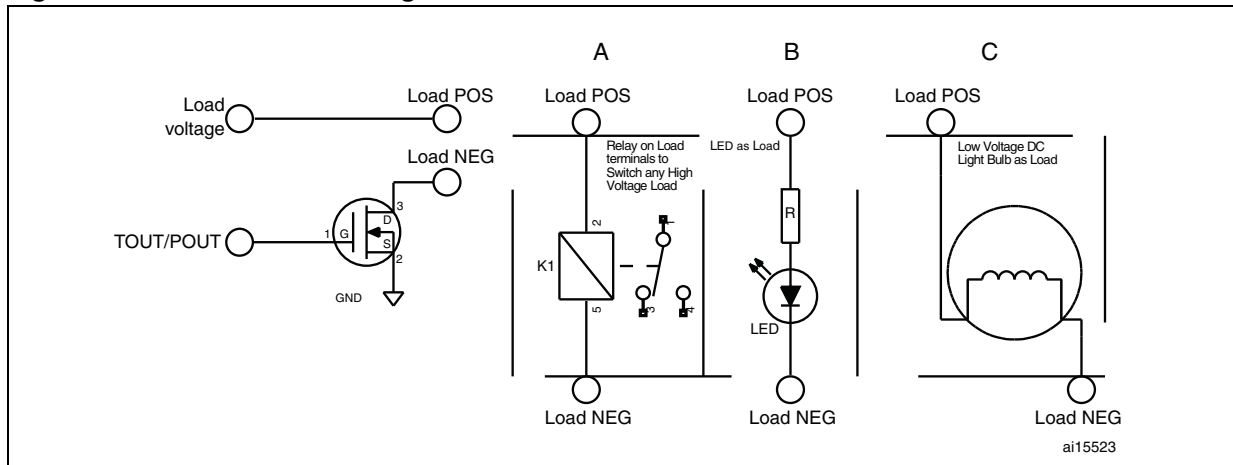 A
B
C
Load
voltage
Load POS
Load NEG
TOUT/POUT
1
G
D
S
3
2
GND
Load POS
Relay on Load
terminals to
Switch any High
Voltage Load
2
K1
5
1
3
4
Load NEG
Load POS
LED as Load
R
LED
Load NEG
Load POS
Low Voltage DC
Light Bulb as Load
Load NEG
ai15523